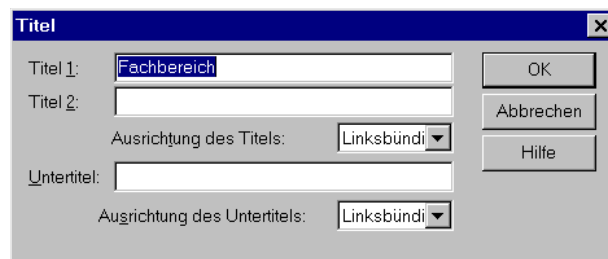 Titel
Titel 1: Fachbereich OK
Titel 2: Abbrechen
Ausrichtung des Titels: Linksbündi Hilfe
Untertitel:
Ausrichtung des Untertitels: Linksbündi